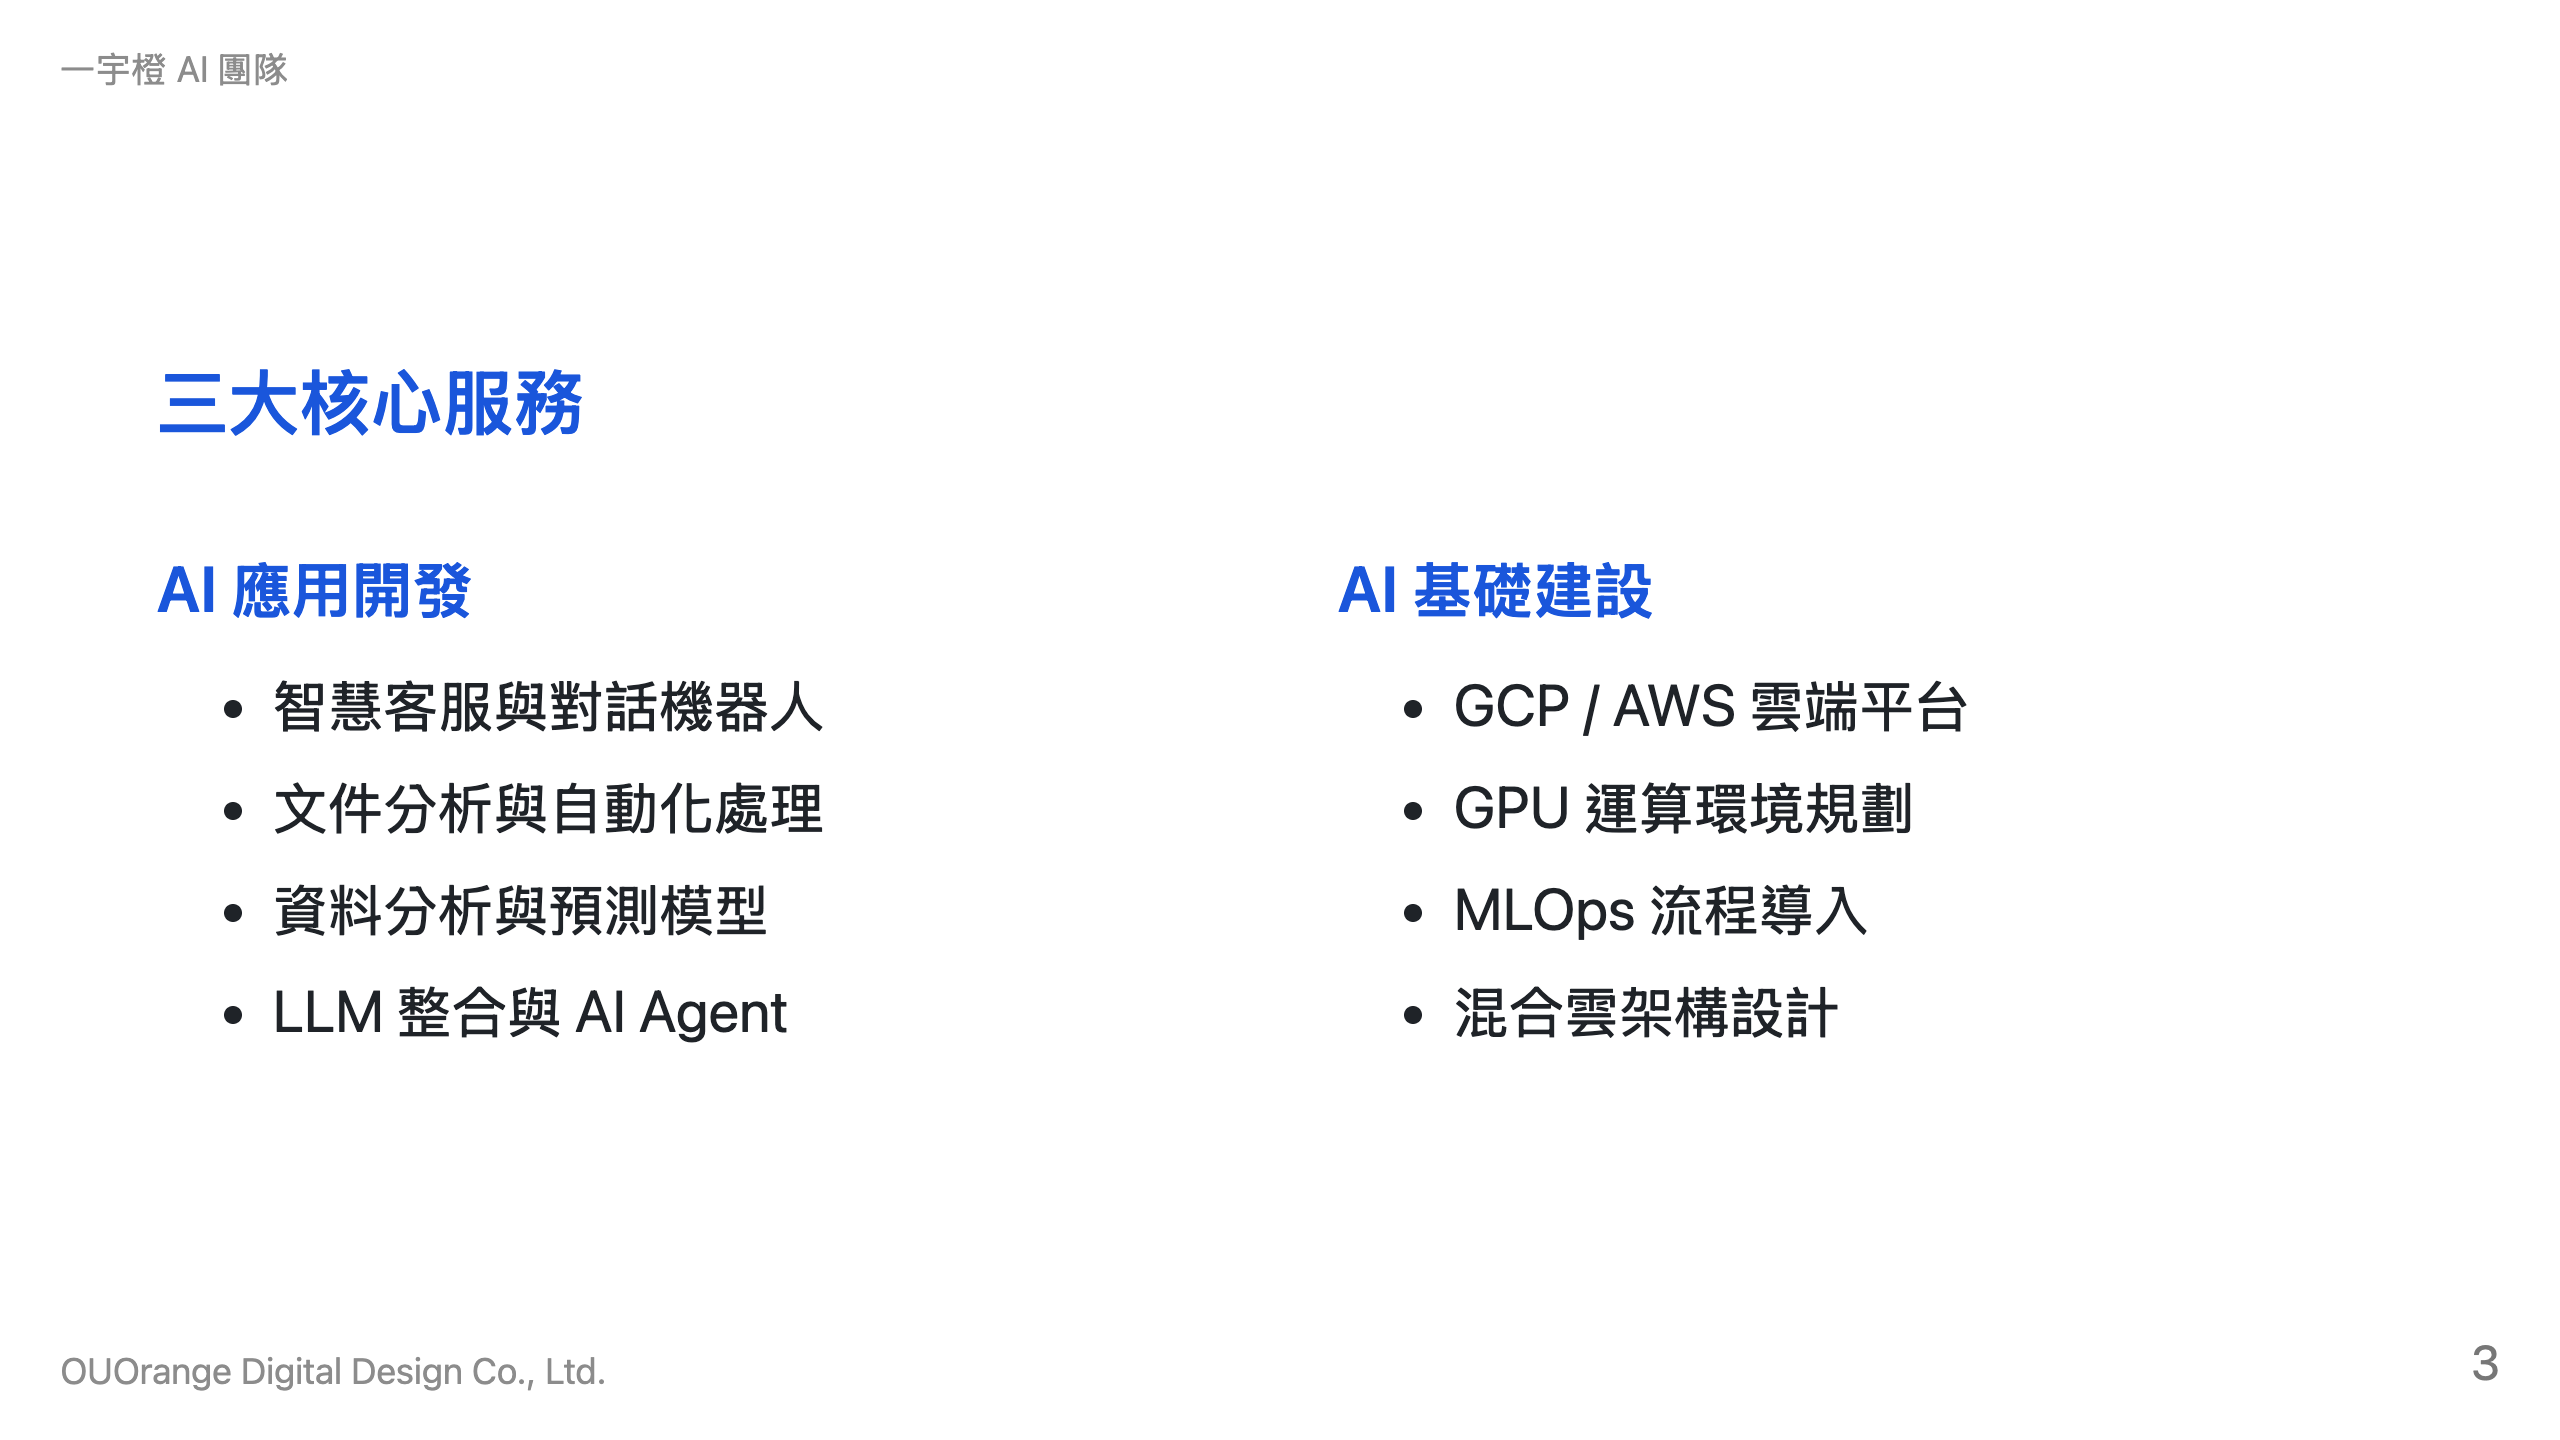 一宇橙 AI 團隊
三大核心服務
AI 應用開發
• 智慧客服與對話機器人
• 文件分析與自動化處理
• 資料分析與預測模型
• LLM 整合與 AI Agent
AI 基礎建設
• GCP / AWS 雲端平台
• GPU 運算環境規劃
• MLOps 流程導入
• 混合雲架構設計
OUOrange Digital Design Co., Ltd.
3